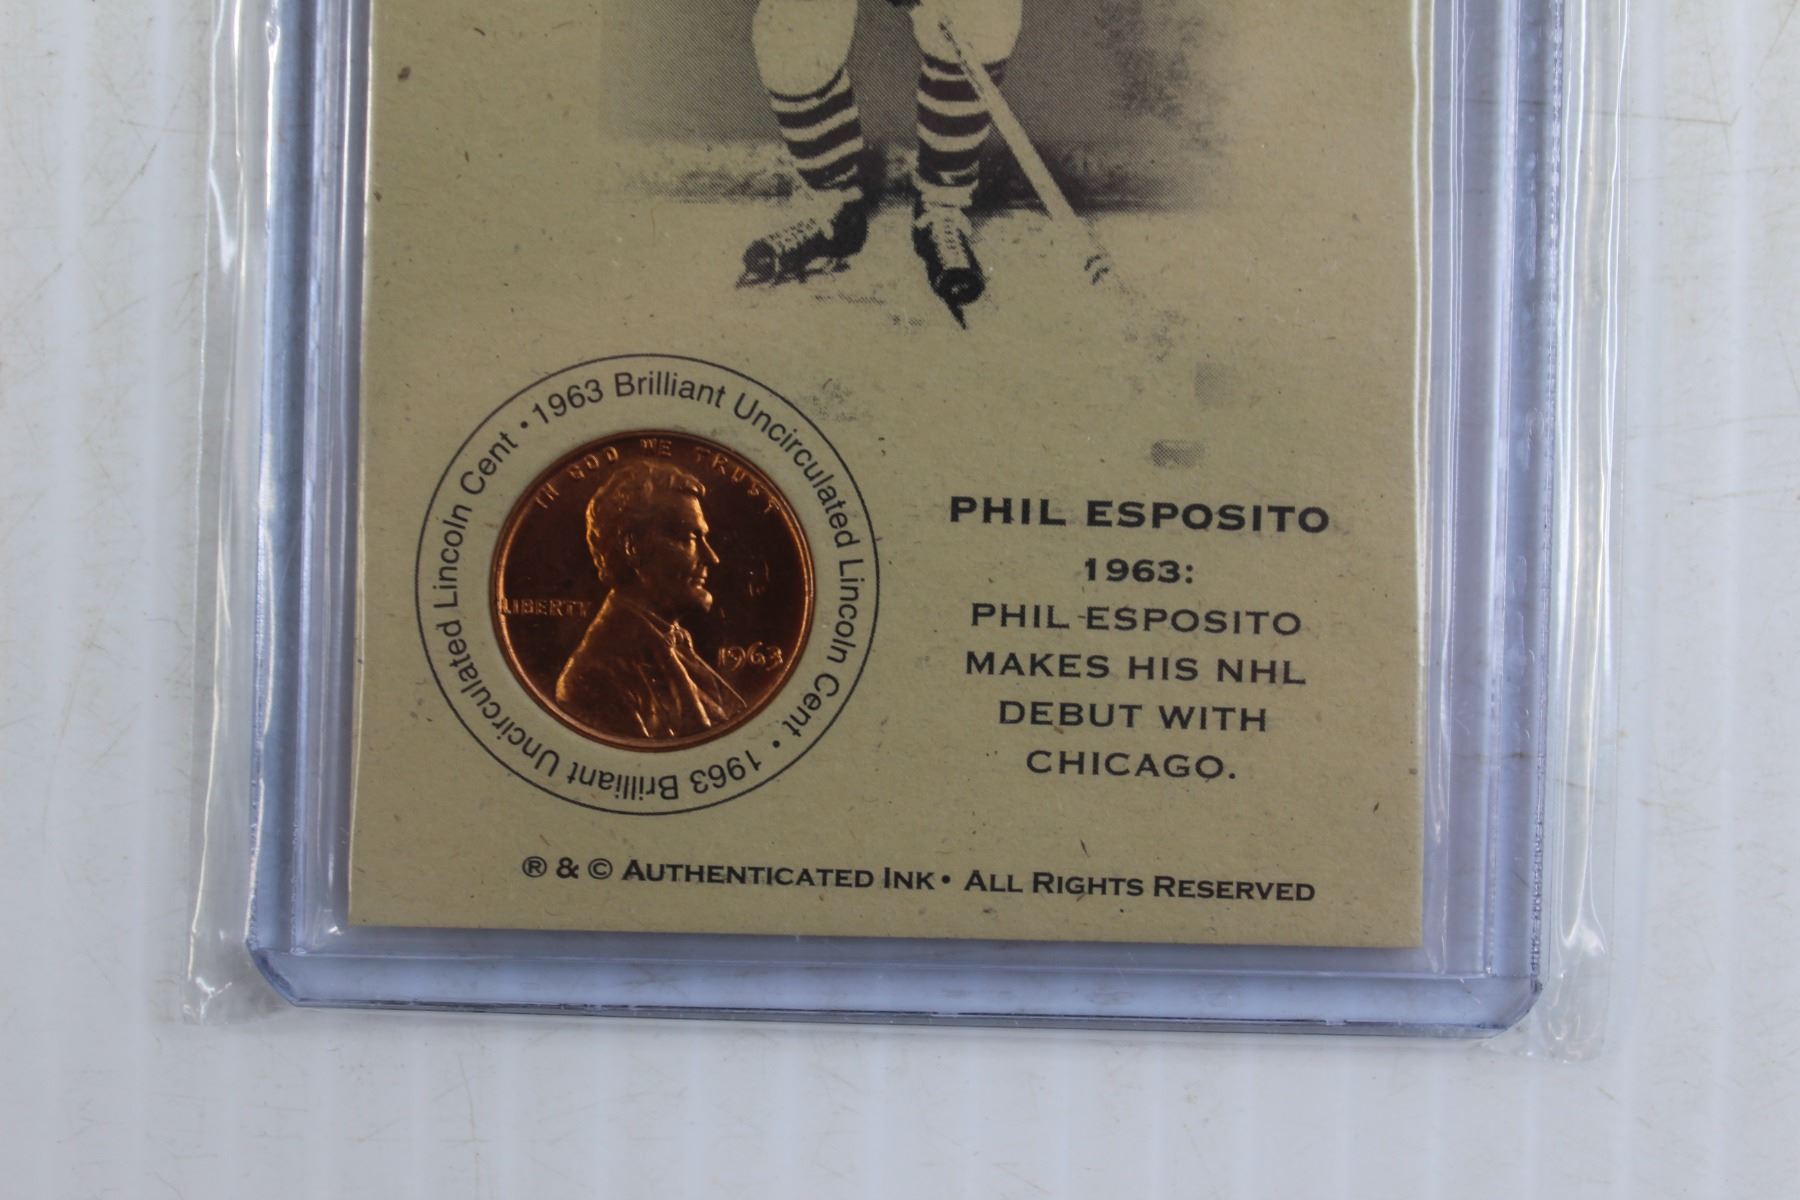 • 1963 Brilliant Uncirculated Lincoln Cent • 1963 Brilliant Uncirculated Lincoln Cent
IN GOD WE TRUST
LIBERTY
1963
PHIL ESPOSITO
1963:
PHIL ESPOSITO
MAKES HIS NHL
DEBUT WITH
CHICAGO.
® & © AUTHENTICATED INK • ALL RIGHTS RESERVED